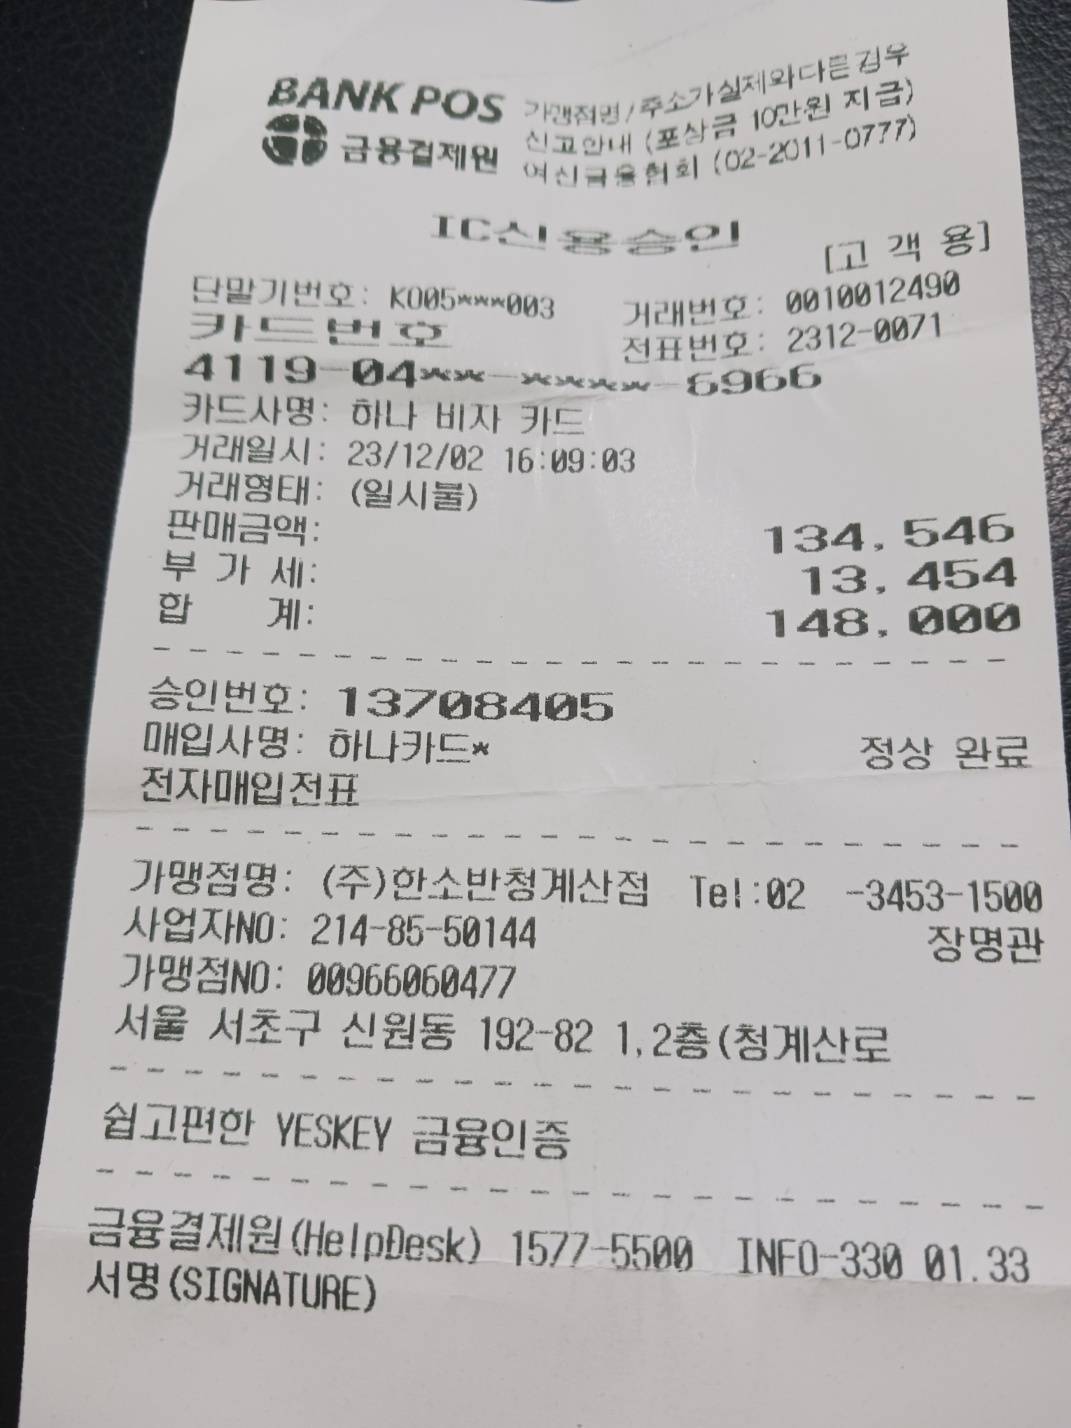 BANK POS 가맹점명/주소가실제와다른경우
금융결제원 신고안내 (포상금 10만원 지급)
여신금융협회 (02-2011-0777)
IC신용승인
[고 객 용]
단말기번호: K005***003 거래번호: 0010012490
카드번호 전표번호: 2312-0071
4119-04**-****-6966
카드사명: 하나 비자 카드
거래일시: 23/12/02 16:09:03
거래형태: (일시불)
판매금액: 134,546
부 가 세: 13,454
합 계: 148,000
승인번호: 13708405
매입사명: 하나카드* 정상 완료
전자매입전표
가맹점명: (주)한소반청계산점 Tel:02 -3453-1500
사업자NO: 214-85-50144 장명관
가맹점NO: 00966060477
서울 서초구 신원동 192-82 1,2층(청계산로
쉽고편한 YESKEY 금융인증
금융결제원(HelpDesk) 1577-5500 INFO-330 01.33
서명(SIGNATURE)